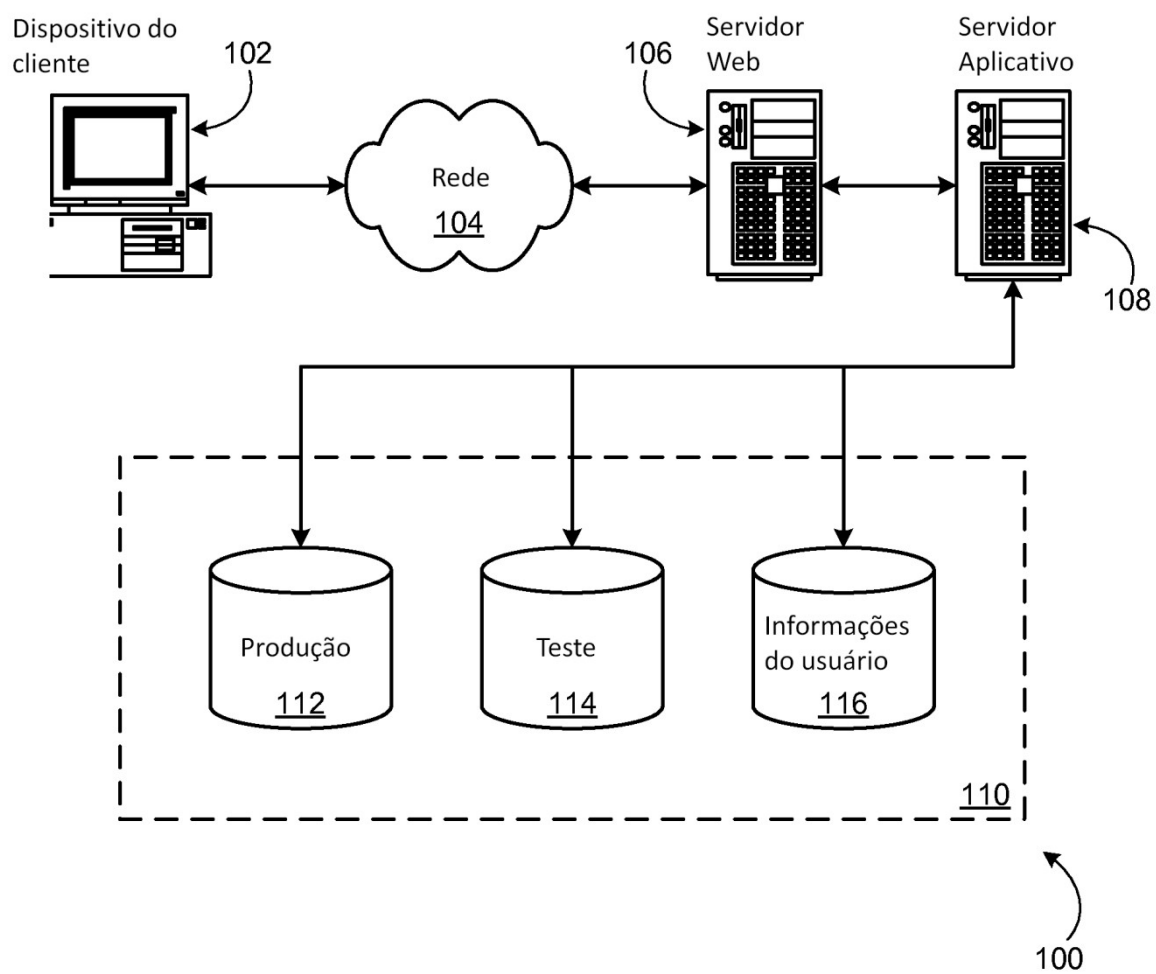 Dispositivo do
cliente
102
106
Servidor
Web
Servidor
Aplicativo
Rede
104
108
Produção
112
Teste
114
Informações
do usuário
116
110
100